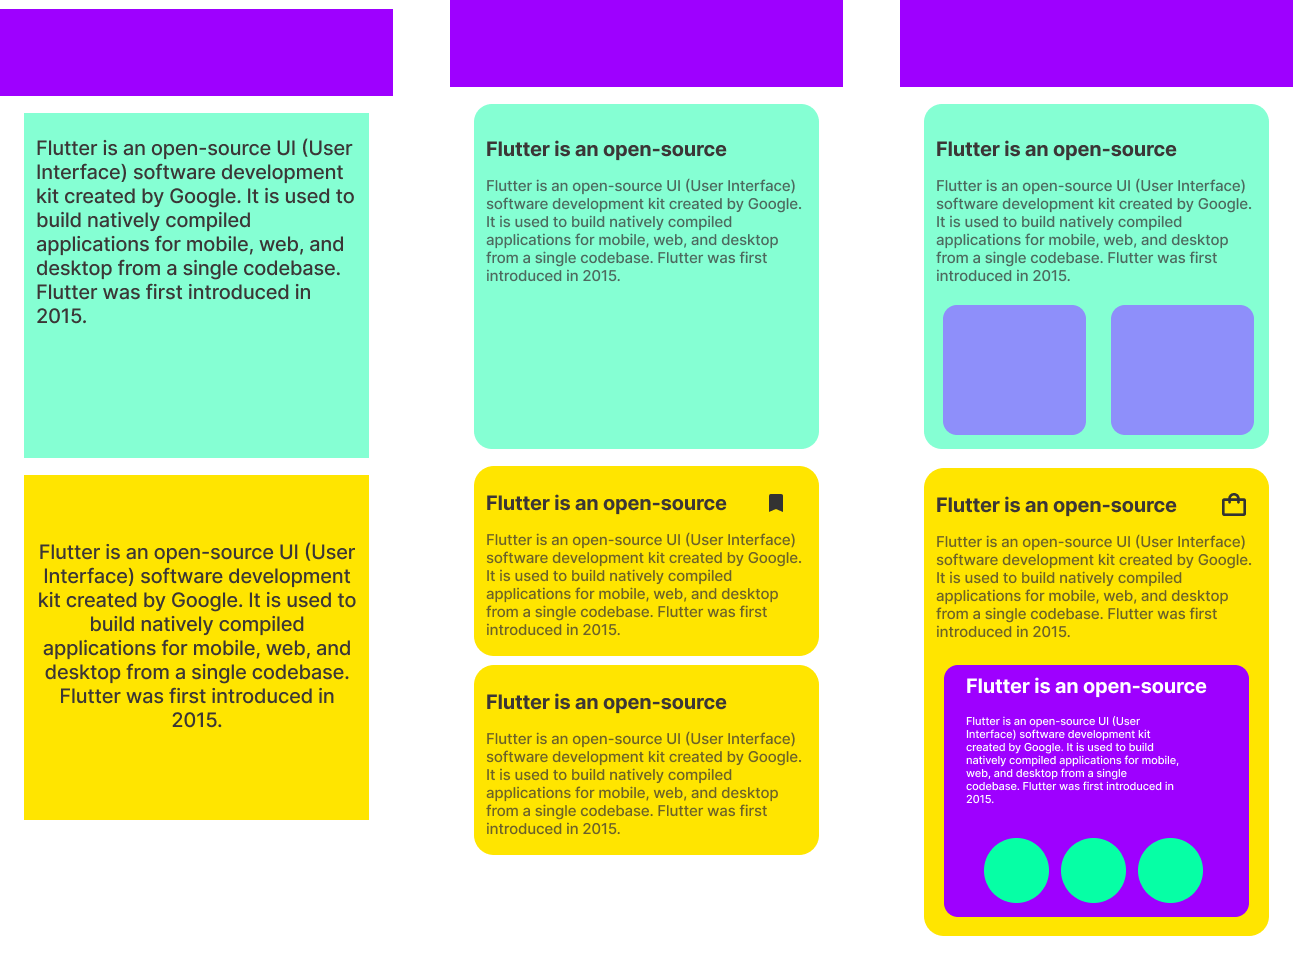 Flutter is an open-source UI (User
Interface) software development
kit created by Google. It is used to
build natively compiled
applications for mobile, web, and
desktop from a single codebase.
Flutter was first introduced in
2015.
Flutter is an open-source UI (User
Interface) software development
kit created by Google. It is used to
build natively compiled
applications for mobile, web, and
desktop from a single codebase.
Flutter was first introduced in
2015.
Flutter is an open-source
Flutter is an open-source UI (User Interface)
software development kit created by Google.
It is used to build natively compiled
applications for mobile, web, and desktop
from a single codebase. Flutter was first
introduced in 2015.
Flutter is an open-source
Flutter is an open-source UI (User Interface)
software development kit created by Google.
It is used to build natively compiled
applications for mobile, web, and desktop
from a single codebase. Flutter was first
introduced in 2015.
Flutter is an open-source
Flutter is an open-source UI (User Interface)
software development kit created by Google.
It is used to build natively compiled
applications for mobile, web, and desktop
from a single codebase. Flutter was first
introduced in 2015.
Flutter is an open-source
Flutter is an open-source UI (User Interface)
software development kit created by Google.
It is used to build natively compiled
applications for mobile, web, and desktop
from a single codebase. Flutter was first
introduced in 2015.
Flutter is an open-source
Flutter is an open-source UI (User Interface)
software development kit created by Google.
It is used to build natively compiled
applications for mobile, web, and desktop
from a single codebase. Flutter was first
introduced in 2015.
Flutter is an open-source
Flutter is an open-source UI (User
Interface) software development kit
created by Google. It is used to build
natively compiled applications for mobile,
web, and desktop from a single
codebase. Flutter was first introduced in
2015.